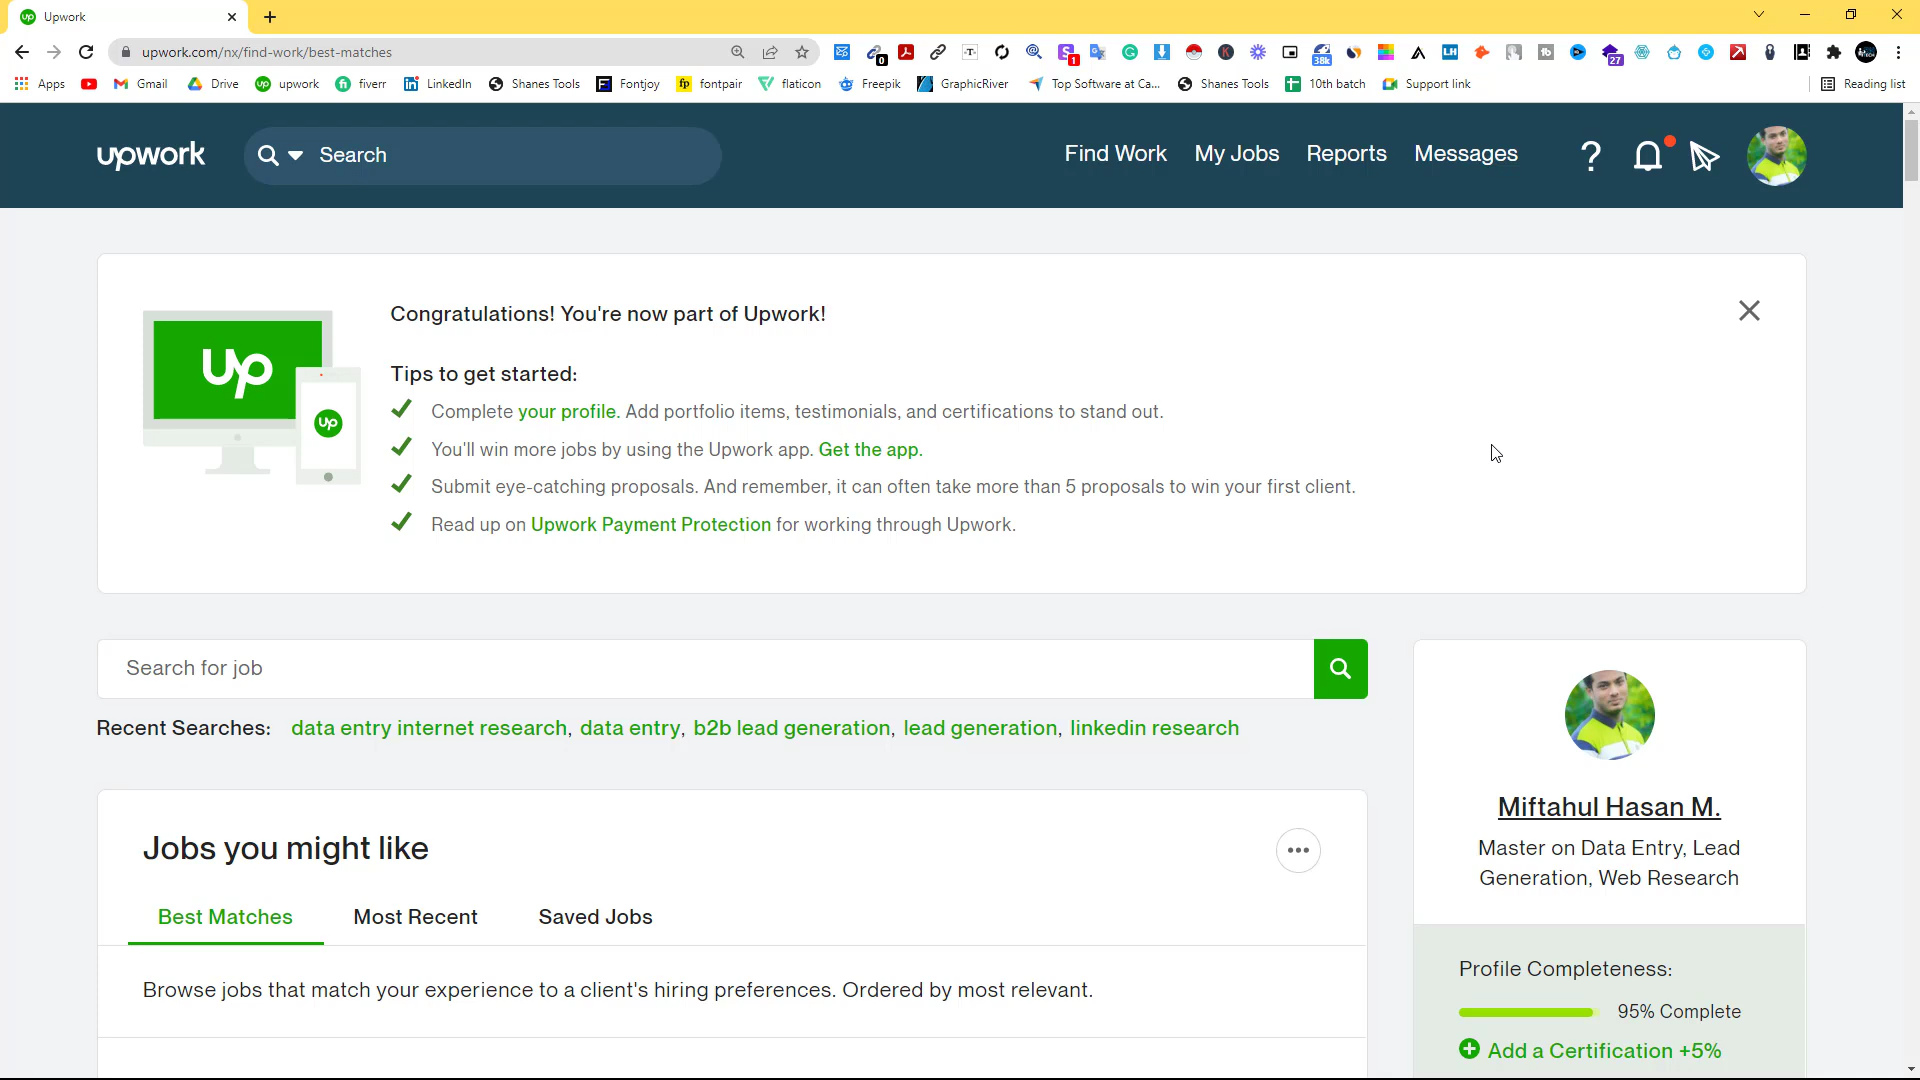 Upwork
upwork.com/nx/find-work/best-matches
0
1
38k
LH
27
Apps
Gmail
Drive
upwork
fiverr
LinkedIn
Shanes Tools
Fontjoy
fp fontpair
flaticon
Freepik
GraphicRiver
Top Software at Ca...
Shanes Tools
10th batch
Support link
Reading list
upwork
Search
Find Work
My Jobs
Reports
Messages
?
Congratulations! You're now part of Upwork!
up
up
Tips to get started:
Complete your profile. Add portfolio items, testimonials, and certifications to stand out.
You'll win more jobs by using the Upwork app. Get the app.
Submit eye-catching proposals. And remember, it can often take more than 5 proposals to win your first client.
Read up on Upwork Payment Protection for working through Upwork.
Search for job
Recent Searches: data entry internet research, data entry, b2b lead generation, lead generation, linkedin research
Jobs you might like
Best Matches
Most Recent
Saved Jobs
Browse jobs that match your experience to a client's hiring preferences. Ordered by most relevant.
Miftahul Hasan M.
Master on Data Entry, Lead
Generation, Web Research
Profile Completeness:
95% Complete
Add a Certification +5%